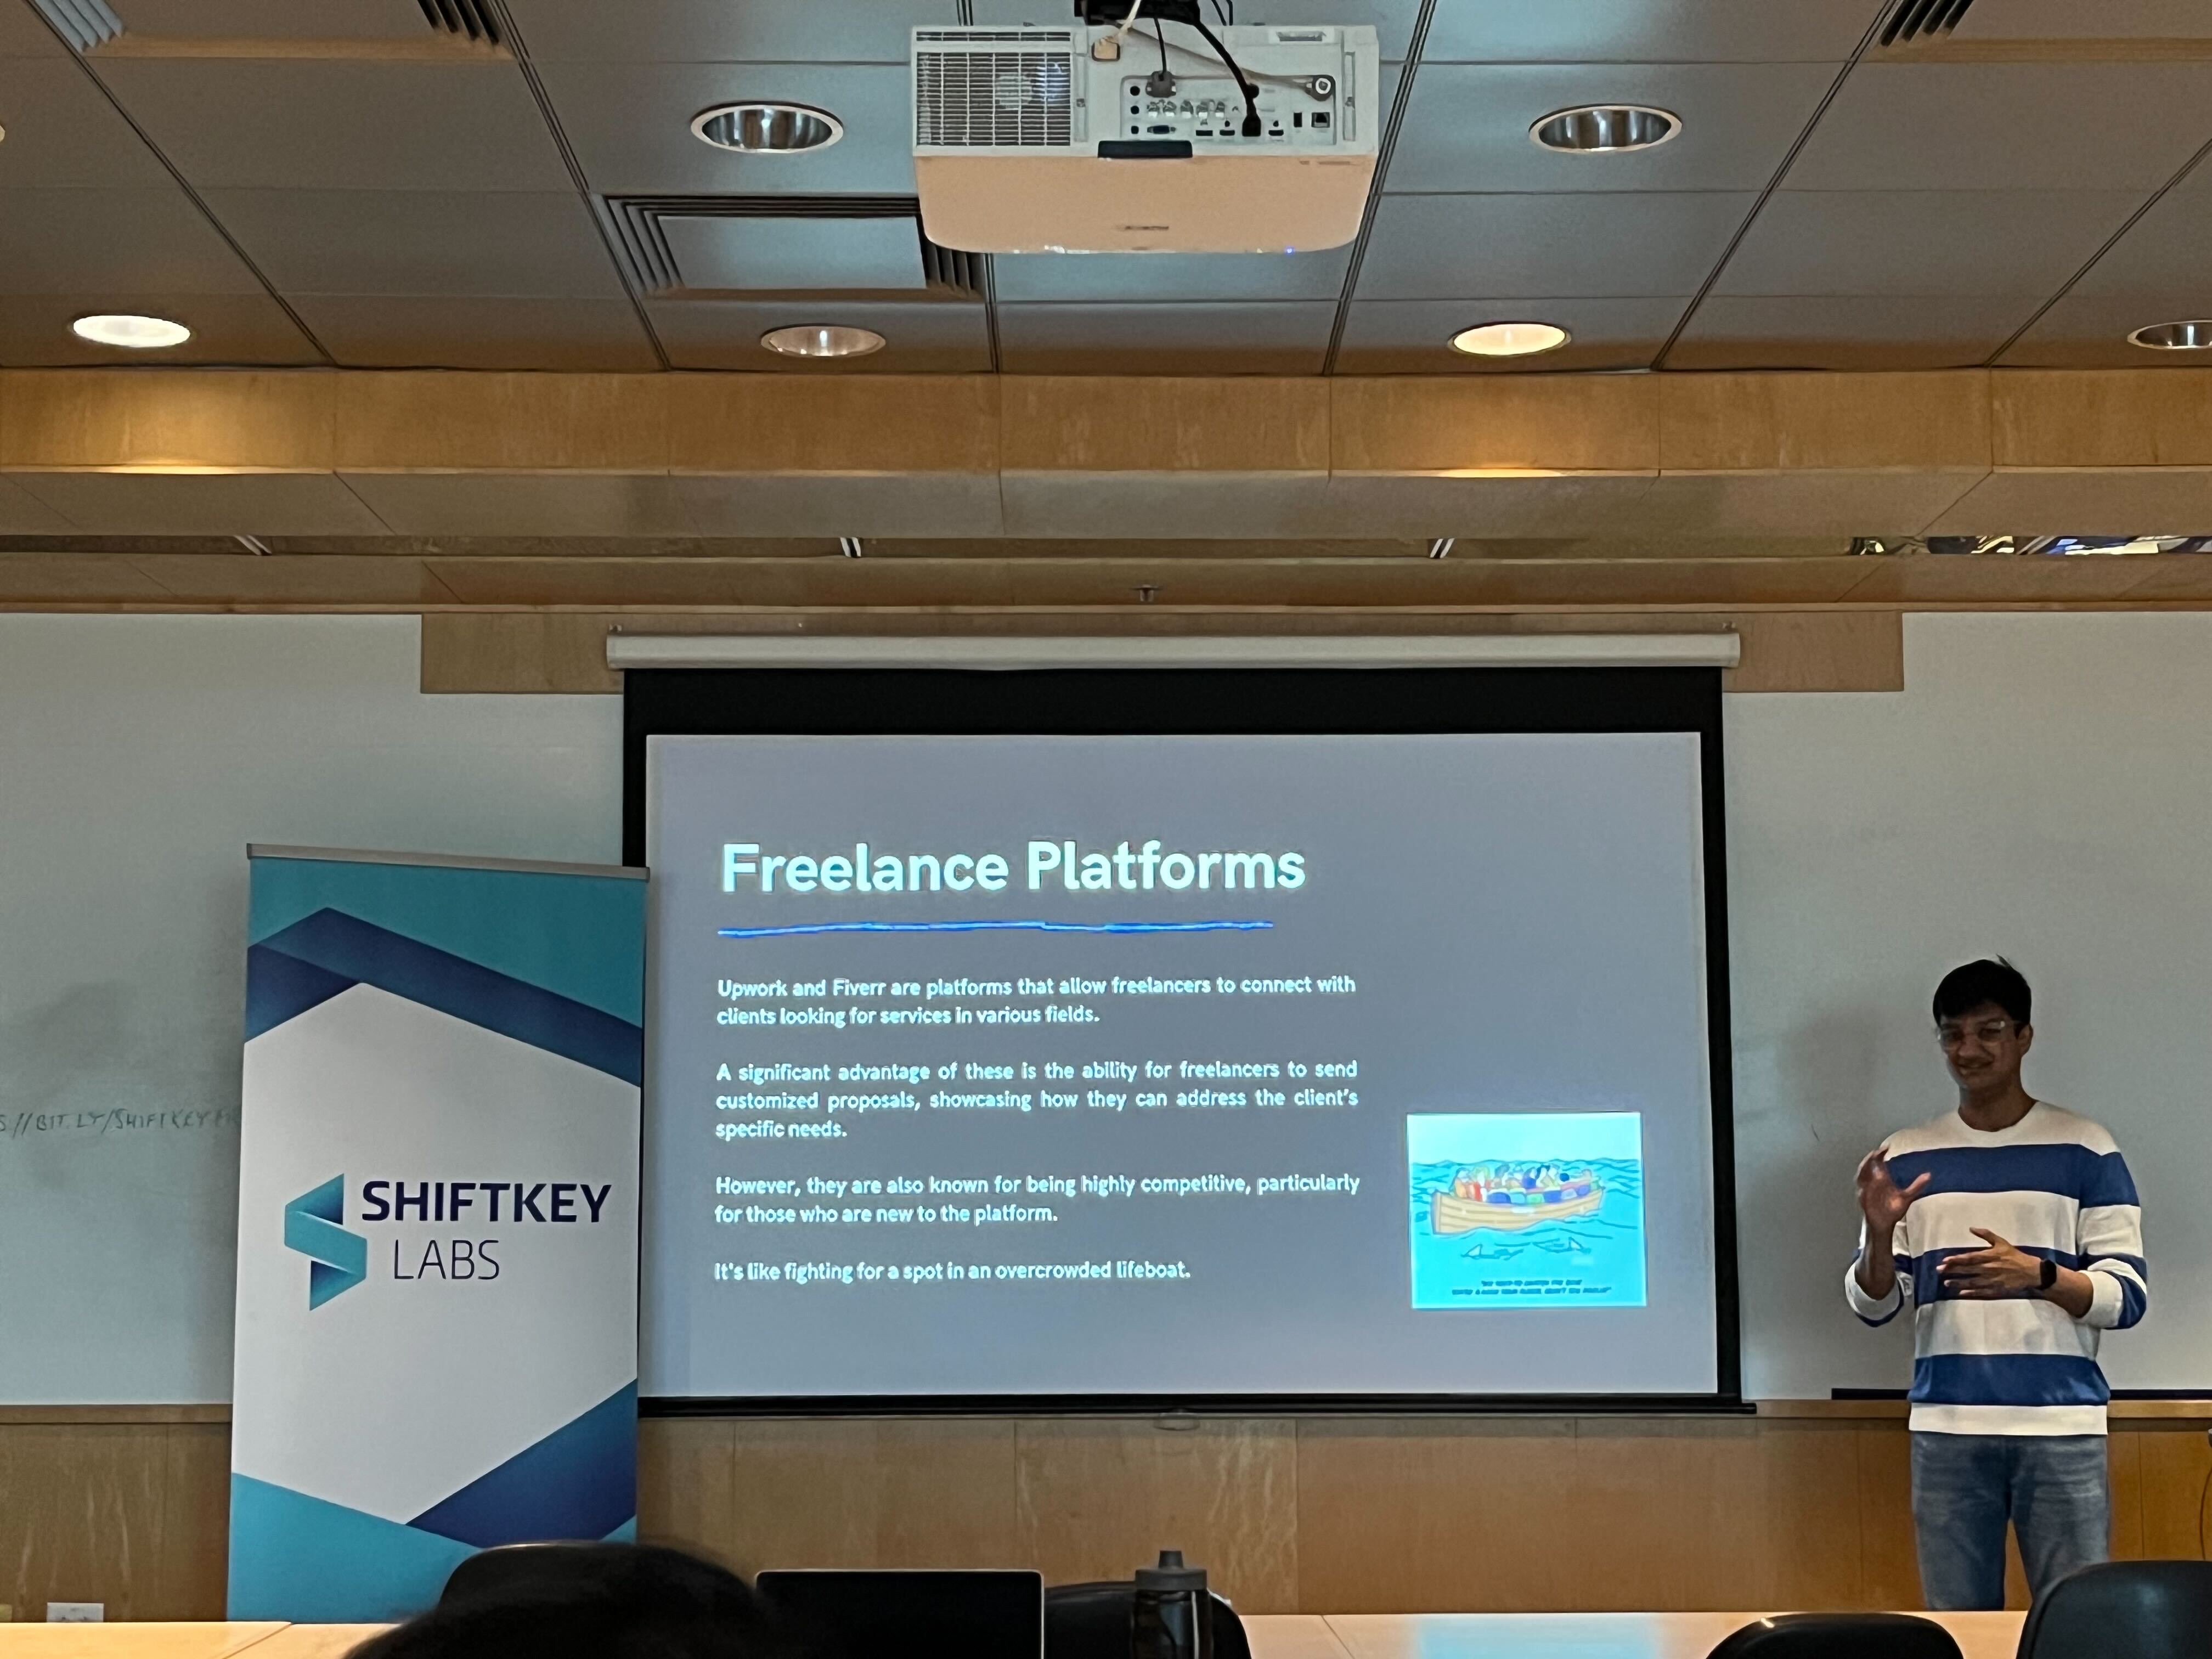 S://BIT.LY/SHIFTKEY
SHIFTKEY
LABS
Freelance Platforms
Upwork and Fiverr are platforms that allow freelancers to connect with
clients looking for services in various fields.
A significant advantage of these is the ability for freelancers to send
customized proposals, showcasing how they can address the client's
specific needs.
However, they are also known for being highly competitive, particularly
for those who are new to the platform.
It's like fighting for a spot in an overcrowded lifeboat.